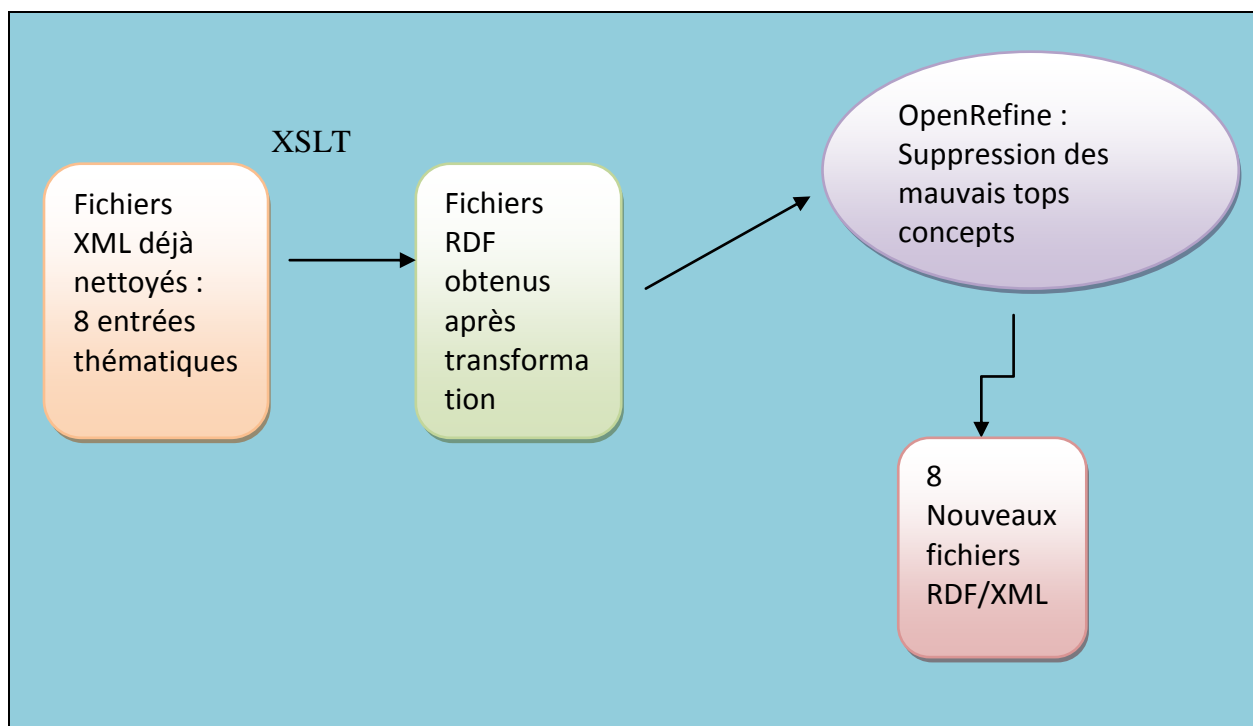 XSLT
Fichiers
XML déjà
nettoyés :
8 entrées
thématiques
Fichiers
RDF
obtenus
après
transforma
tion
OpenRefine :
Suppression des
mauvais tops
concepts
8
Nouveaux
fichiers
RDF/XML